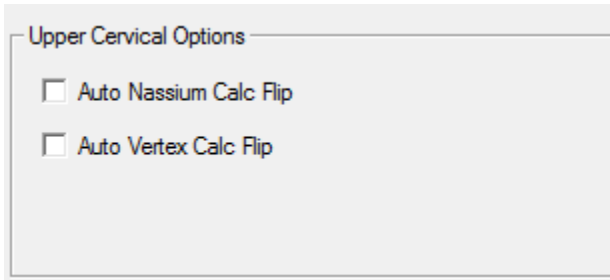 Upper Cervical Options
Auto Nassium Calc Flip
Auto Vertex Calc Flip